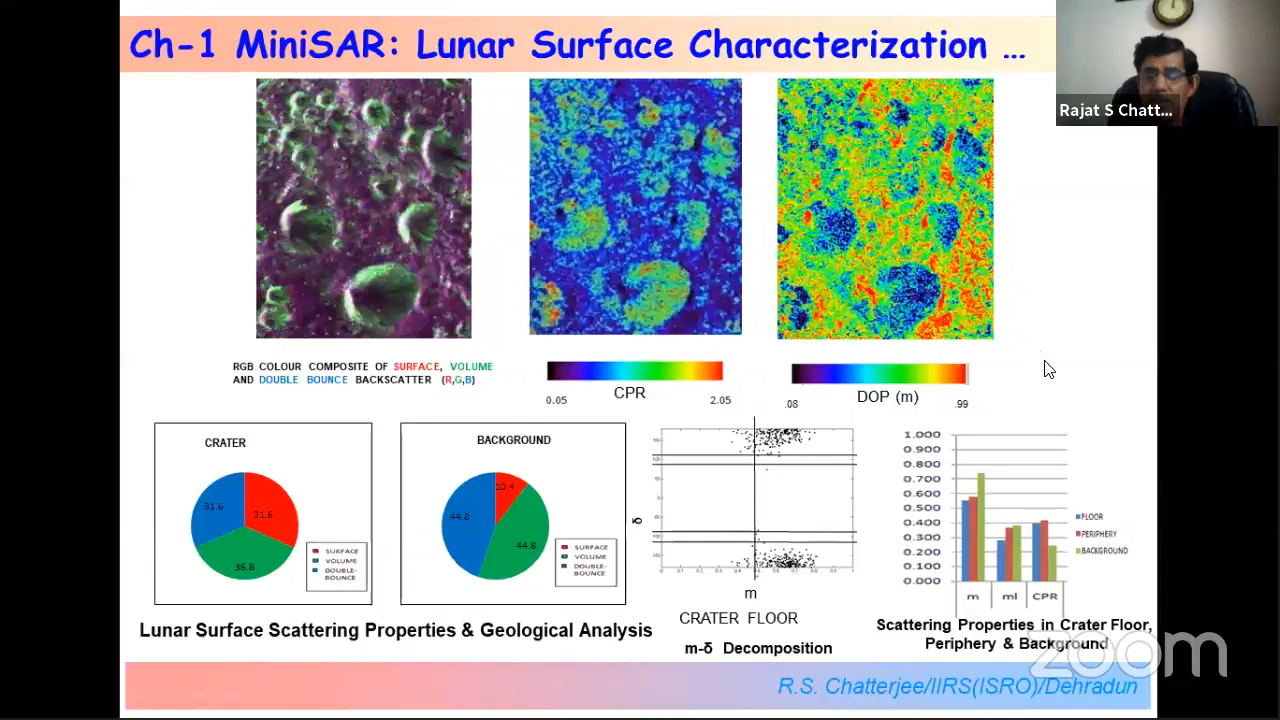 Ch-1 MiniSAR: Lunar Surface Characterization …
Rajat S Chatt...
RGB COLOUR COMPOSITE OF SURFACE, VOLUME
AND DOUBLE BOUNCE BACKSCATTER (R,G,B)
CPR
0.05 2.05
DOP (m)
.08 .99
CRATER
31.6
31.6
36.6
SURFACE
VOLUME
DOUBLE-
BOUNCE
BACKGROUND
10.4
44.8
44.8
SURFACE
VOLUME
DOUBLE-
BOUNCE
δ
m
CRATER FLOOR
m-δ Decomposition
1.000
0.900
0.800
0.700
0.600
0.500
0.400
0.300
0.200
0.100
0.000
m ml CPR
FLOOR
PERIPHERY
BACKGROUND
Lunar Surface Scattering Properties & Geological Analysis
Scattering Properties in Crater Floor,
Periphery & Background
zoom
R.S. Chatterjee/IIRS(ISRO)/Dehradun